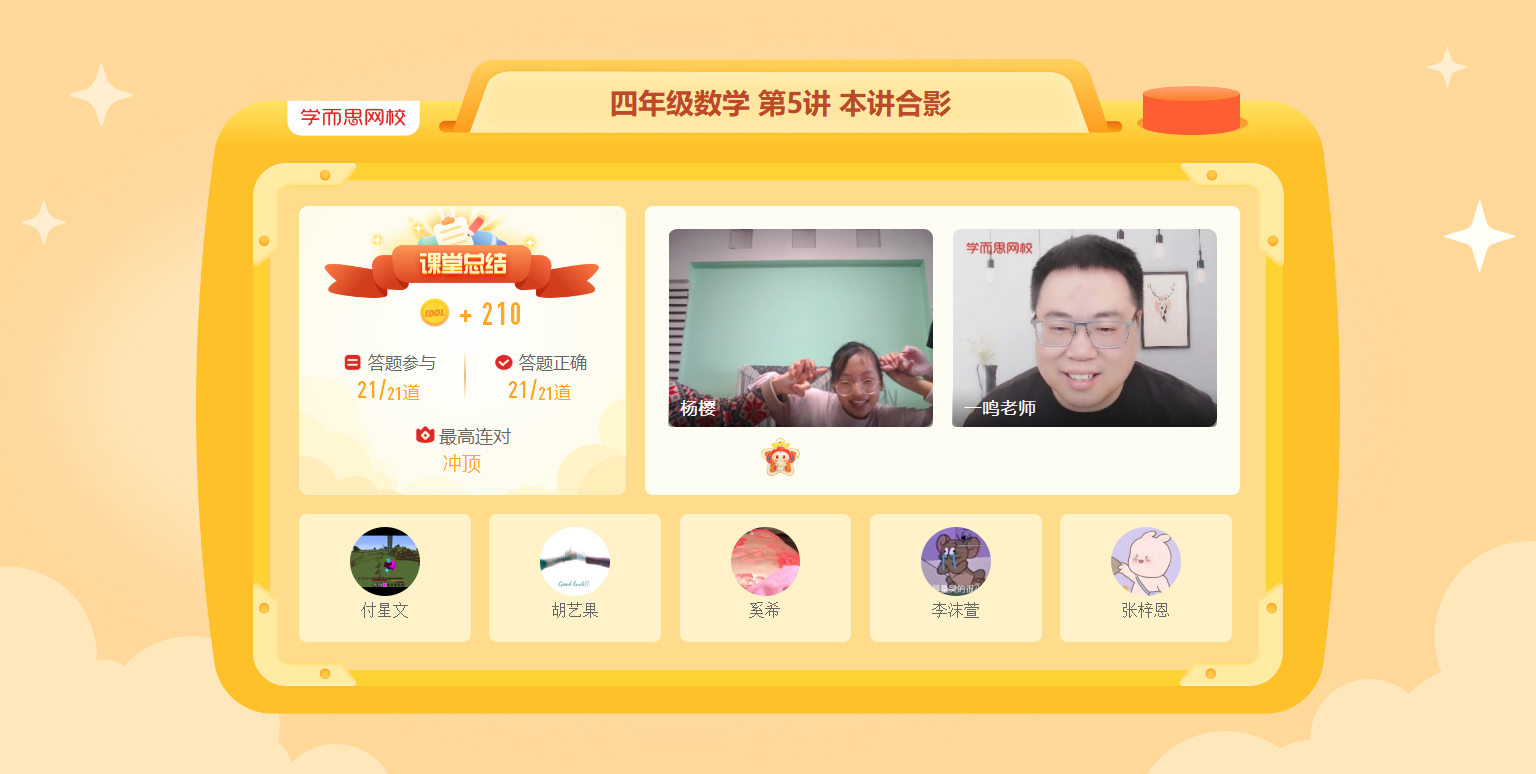 四年级数学 第5讲 本讲合影
学而思网校
课堂总结
IDOL + 210
答题参与
21/21道
答题正确
21/21道
最高连对
冲顶
杨樱
学而思网校
一鸣老师
Good luck!!
付星文
胡艺果
奚希
李沫萱
张梓恩